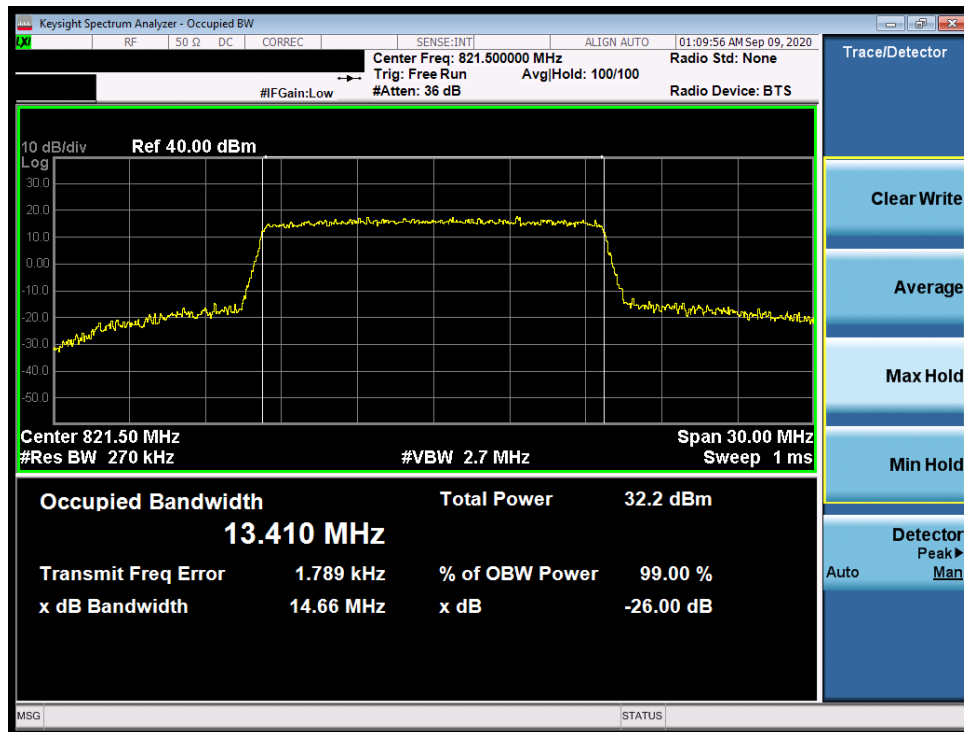 Keysight Spectrum Analyzer - Occupied BW
LXI RF 50 Ω DC CORREC SENSE:INT ALIGN AUTO 01:09:56 AM Sep 09, 2020
Center Freq: 821.500000 MHz Radio Std: None
Trig: Free Run Avg|Hold: 100/100
#IFGain:Low #Atten: 36 dB Radio Device: BTS
10 dB/div Ref 40.00 dBm
Log
30.0
20.0
10.0
0.00
-10.0
-20.0
-30.0
-40.0
-50.0
Center 821.50 MHz Span 30.00 MHz
#Res BW 270 kHz #VBW 2.7 MHz Sweep 1 ms
Occupied Bandwidth Total Power 32.2 dBm
13.410 MHz
Transmit Freq Error 1.789 kHz % of OBW Power 99.00 %
x dB Bandwidth 14.66 MHz x dB -26.00 dB
MSG STATUS
Trace/Detector
Clear Write
Average
Max Hold
Min Hold
Detector
Peak▶
Auto Man